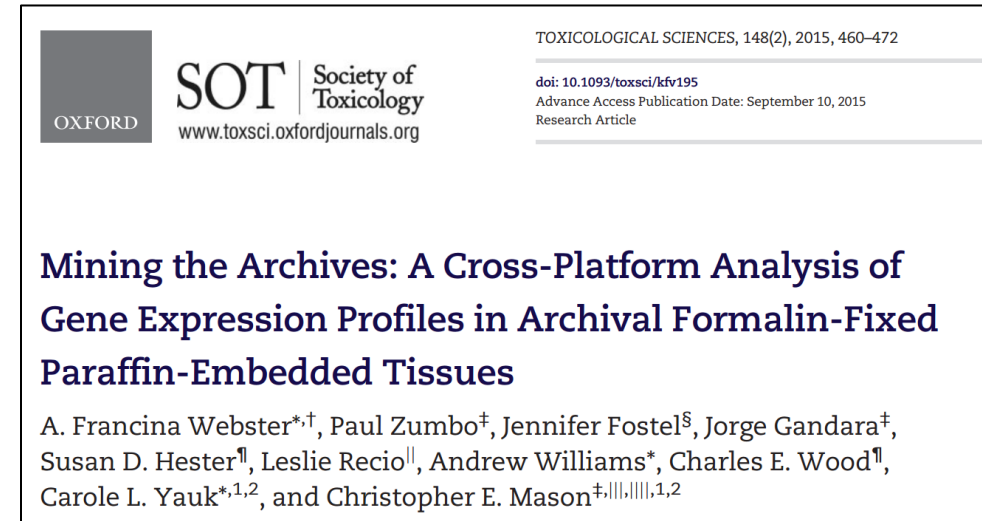 OXFORD
SOT
Society of
Toxicology
www.toxsci.oxfordjournals.org
TOXICOLOGICAL SCIENCES, 148(2), 2015, 460–472
doi: 10.1093/toxsci/kfv195
Advance Access Publication Date: September 10, 2015
Research Article
Mining the Archives: A Cross-Platform Analysis of
Gene Expression Profiles in Archival Formalin-Fixed
Paraffin-Embedded Tissues
A. Francina Webster*,†, Paul Zumbo‡, Jennifer Fostel§, Jorge Gandara‡,
Susan D. Hester¶, Leslie Recio||, Andrew Williams*, Charles E. Wood¶,
Carole L. Yauk*,1,2, and Christopher E. Mason‡,|||,||||,1,2